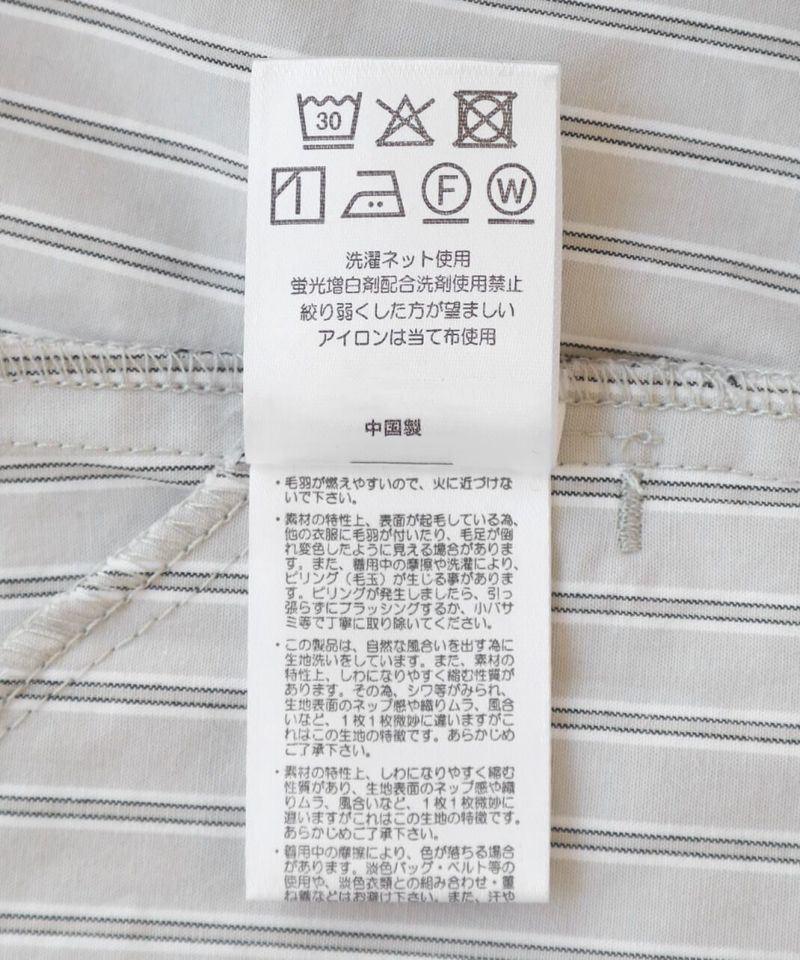 30
F W
洗濯ネット使用
蛍光増白剤配合洗剤使用禁止
絞り弱くした方が望ましい
アイロンは当て布使用
中国製
・毛羽が燃えやすいので、火に近づけな
いで下さい。
・素材の特性上、表面が起毛している為、
他の衣服に毛羽が付いたり、毛足が倒
れ変色したように見える場合がありま
す。また、着用中の摩擦や洗濯により、
ピリング（毛玉）が生じる事がありま
す。ピリングが発生しましたら、引っ
張らずにブラッシングするか、小バサ
ミ等で丁寧に取り除いてください。
・この製品は、自然な風合いを出す為に
生地洗いをしています。また、素材の
特性上、しわになりやすく縮む性質が
あります。その為、シワ等がみられ、
生地表面のネップ感や織りムラ、風合
いなど、1枚1枚微妙に違いますがこ
れはこの生地の特徴です。あらかじめ
ご了承下さい。
・素材の特性上、しわになりやすく縮む
性質があり、生地表面のネップ感や織
りムラ、風合いなど、1枚1枚微妙に
違いますがこれはこの生地の特徴です。
あらかじめご了承下さい。
・着用中の摩擦により、色が落ちる場合
があります。淡色バッグ・ベルト等の
使用や、淡色衣類との組み合わせ・重
ね着などはお避け下さい。また、汗や